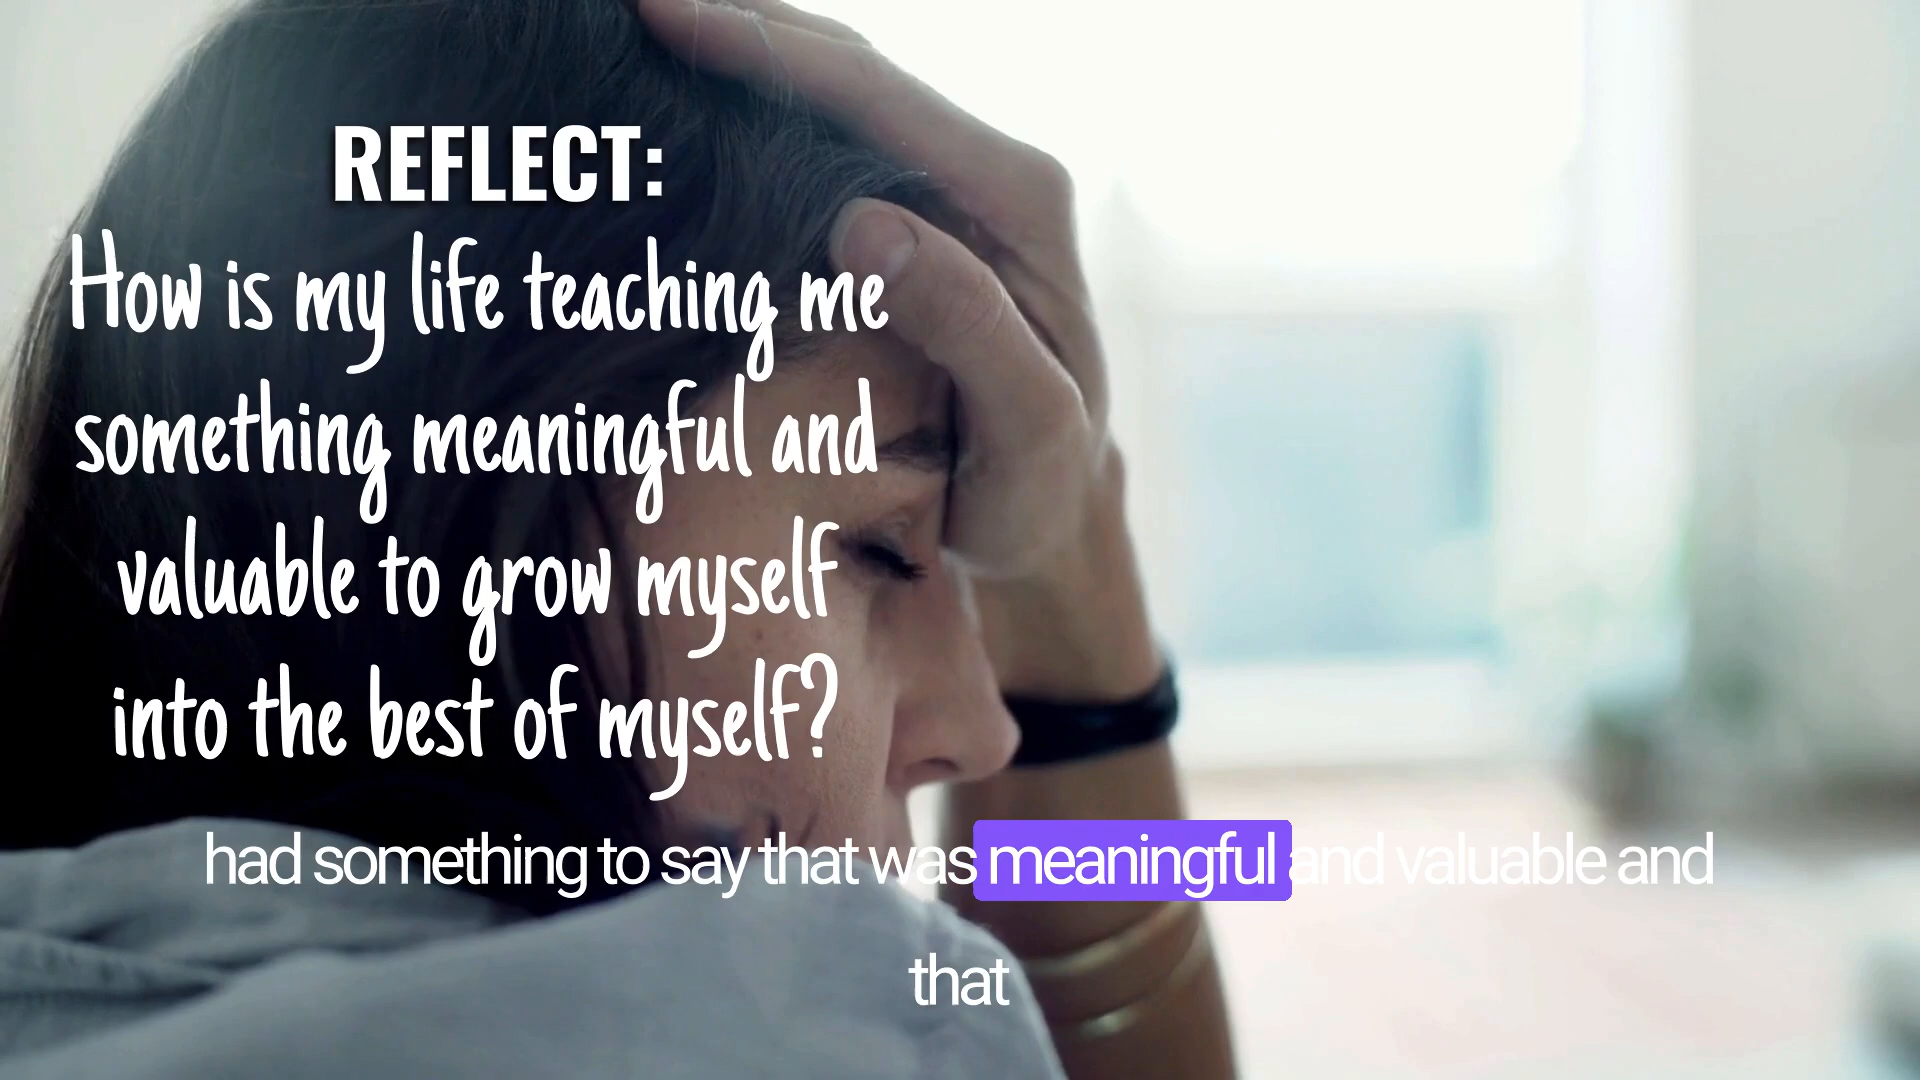 REFLECT:
How is my life teaching me
something meaningful and
valuable to grow myself
into the best of myself?
had something to say that was meaningful and valuable and
that